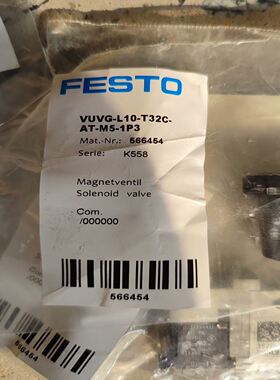 FESTO
VUVG-L10-T32C-
AT-M5-1P3
Mat.-Nr.: 566454
Serie: K558
Magnetventil
Solenoid valve
Com.
/000000
566454
566454